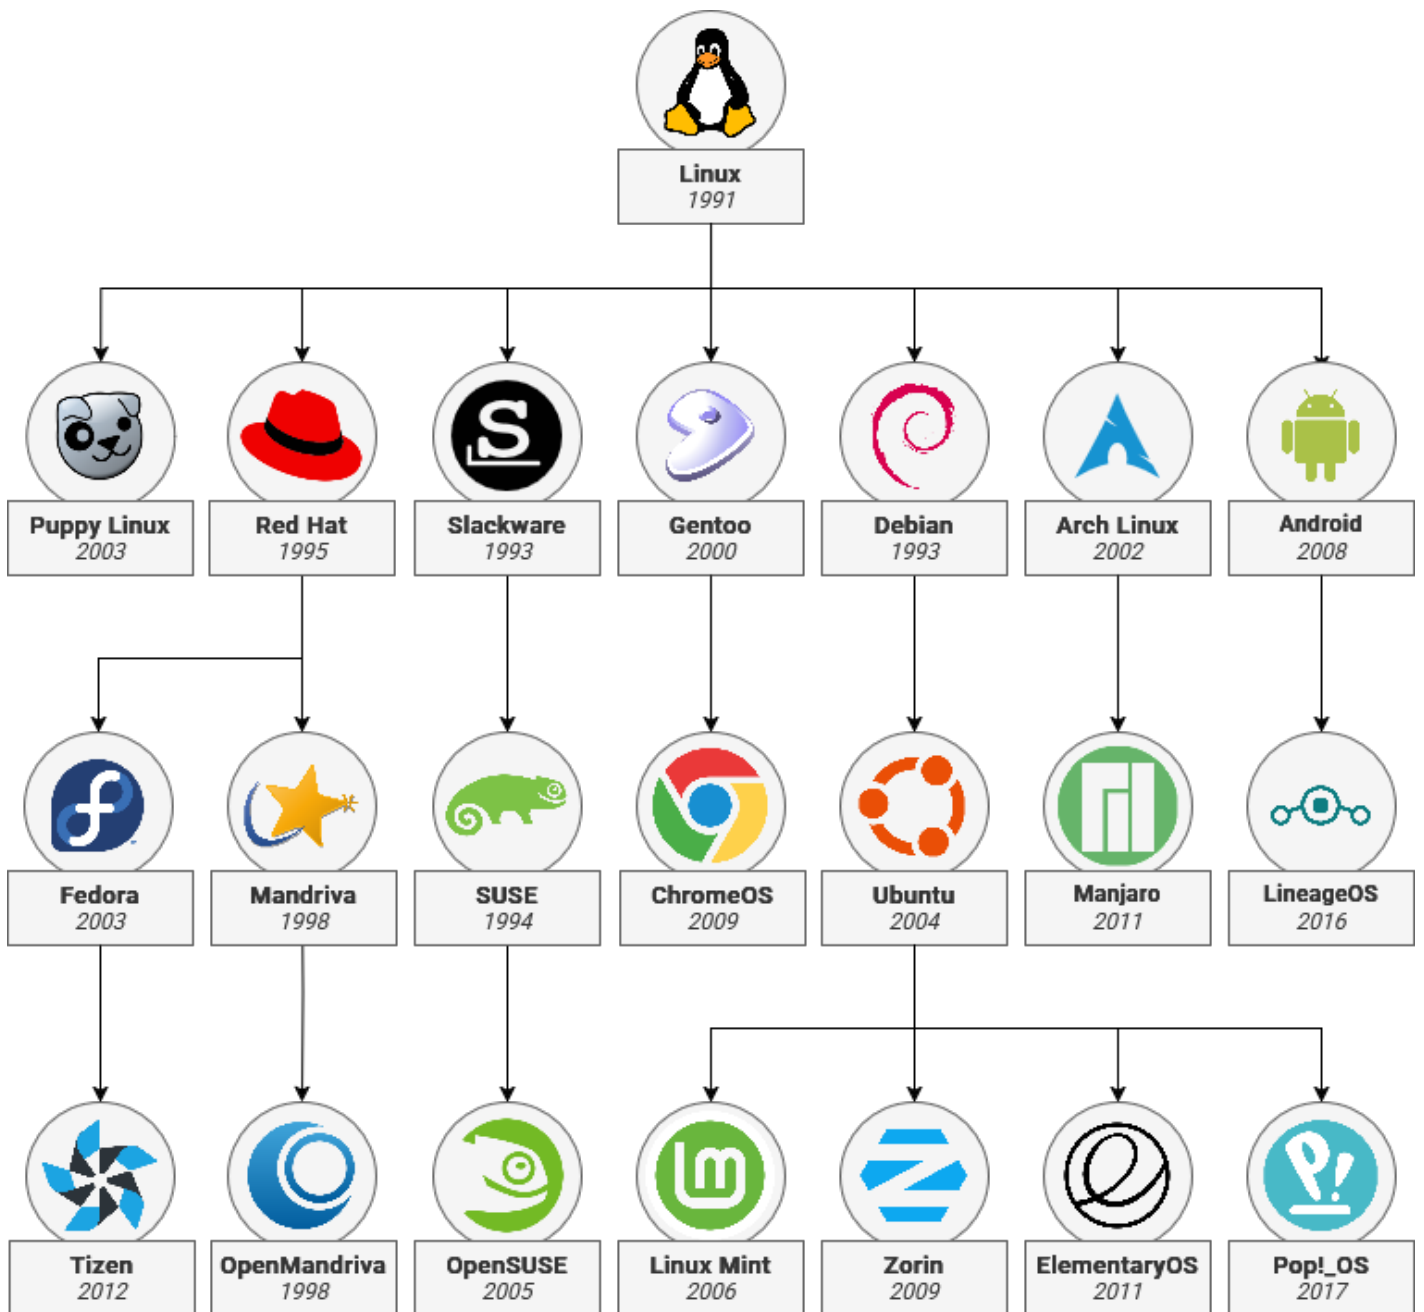 Linux
1991
Puppy Linux
2003
Red Hat
1995
S
Slackware
1993
Gentoo
2000
Debian
1993
Arch Linux
2002
Android
2008
f
Fedora
2003
Mandriva
1998
SUSE
1994
ChromeOS
2009
Ubuntu
2004
Manjaro
2011
LineageOS
2016
Tizen
2012
OpenMandriva
1998
OpenSUSE
2005
lm
Linux Mint
2006
Z
Zorin
2009
e
ElementaryOS
2011
P!
Pop!_OS
2017